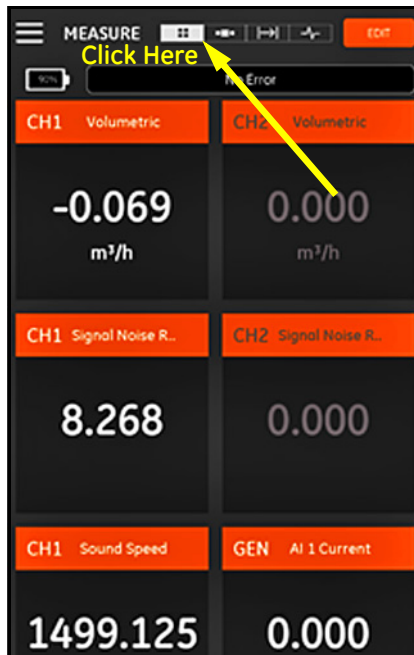 MEASURE EDIT
Click Here
90% No Error
CH1 Volumetric CH2 Volumetric
-0.069 0.000
m³/h m³/h
CH1 Signal Noise R.. CH2 Signal Noise R..
8.268 0.000
CH1 Sound Speed GEN AI 1 Current
1499.125 0.000